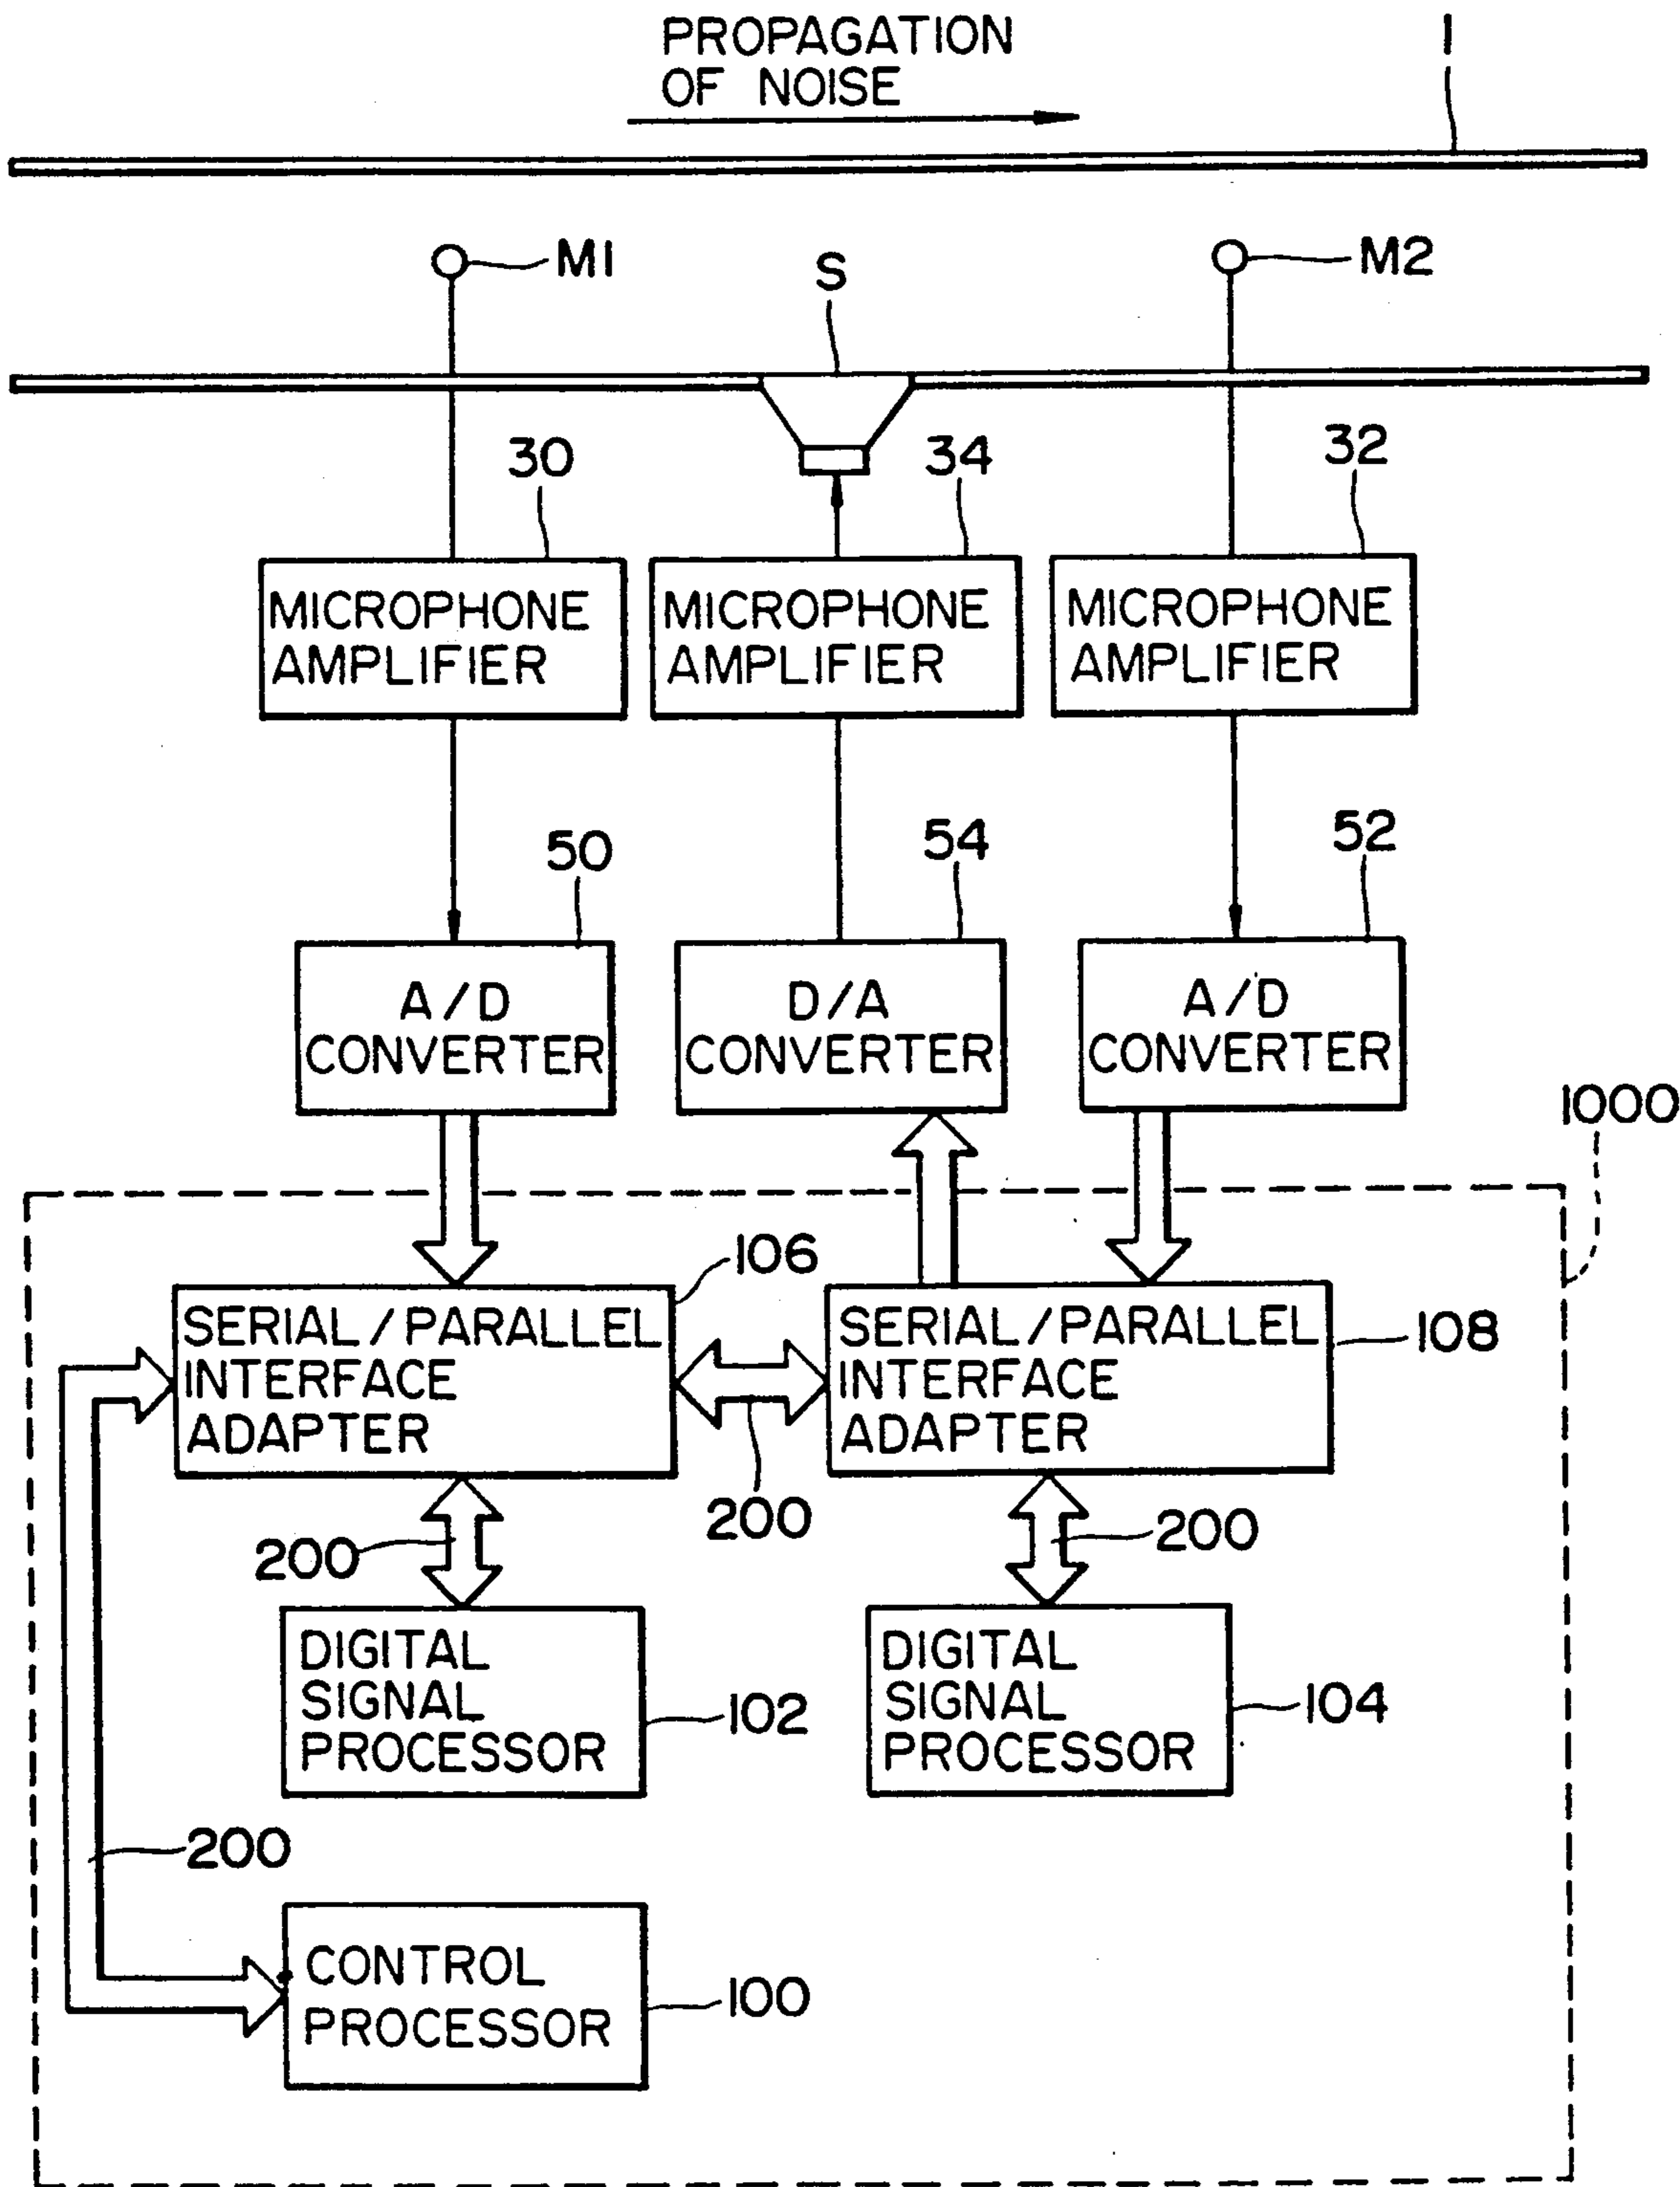 PROPAGATION
OF NOISE
1
M1
S
M2
30
34
32
MICROPHONE
AMPLIFIER
MICROPHONE
AMPLIFIER
MICROPHONE
AMPLIFIER
50
54
52
A/D
CONVERTER
D/A
CONVERTER
A/D
CONVERTER
1000
106
SERIAL/PARALLEL
INTERFACE
ADAPTER
SERIAL/PARALLEL
INTERFACE
ADAPTER
108
200
200
200
DIGITAL
SIGNAL
PROCESSOR
102
DIGITAL
SIGNAL
PROCESSOR
104
200
CONTROL
PROCESSOR
100